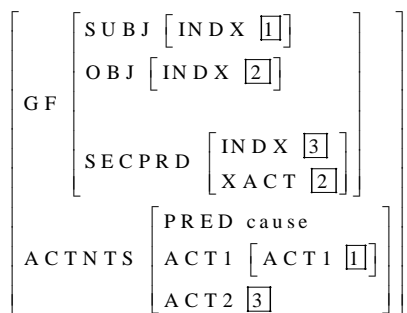 SUBJ [INDX 1]
OBJ [INDX 2]
GF
INDX 3
SECPRD
XACT 2
PRED cause
ACTNTS ACT1 [ACT1 1]
ACT2 3